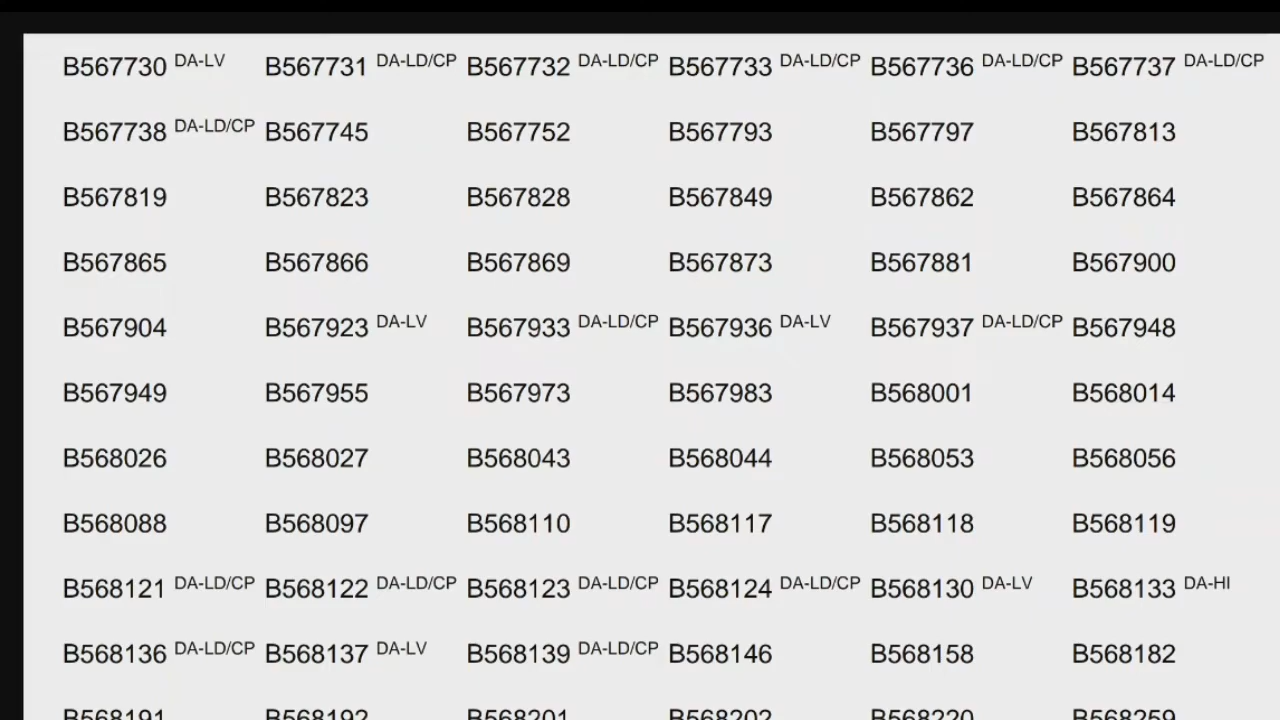 B567730 DA-LV B567731 DA-LD/CP B567732 DA-LD/CP B567733 DA-LD/CP B567736 DA-LD/CP B567737 DA-LD/CP
B567738 DA-LD/CP B567745 B567752 B567793 B567797 B567813
B567819 B567823 B567828 B567849 B567862 B567864
B567865 B567866 B567869 B567873 B567881 B567900
B567904 B567923 DA-LV B567933 DA-LD/CP B567936 DA-LV B567937 DA-LD/CP B567948
B567949 B567955 B567973 B567983 B568001 B568014
B568026 B568027 B568043 B568044 B568053 B568056
B568088 B568097 B568110 B568117 B568118 B568119
B568121 DA-LD/CP B568122 DA-LD/CP B568123 DA-LD/CP B568124 DA-LD/CP B568130 DA-LV B568133 DA-HI
B568136 DA-LD/CP B568137 DA-LV B568139 DA-LD/CP B568146 B568158 B568182
B568191 B568192 B568201 B568202 B568220 B568259